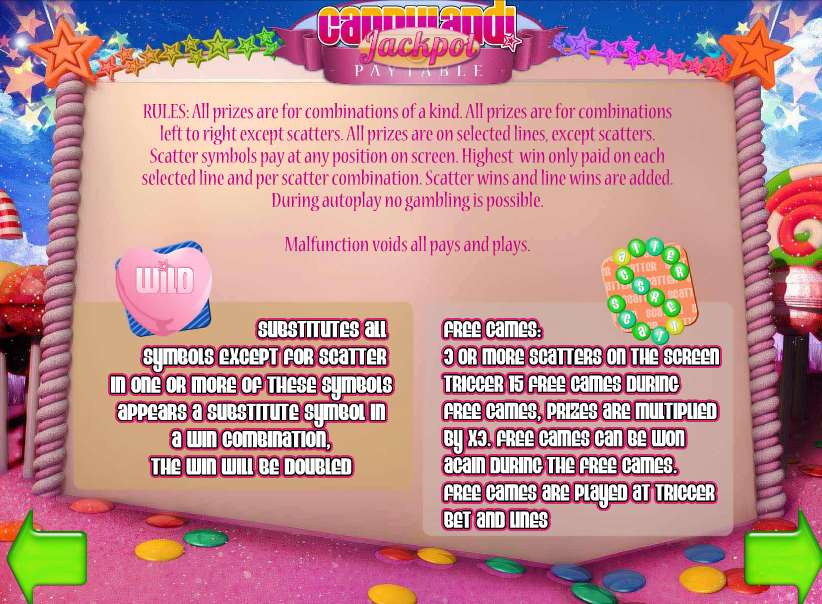 CANDYLAND!
Jackpot
PAYTABLE
RULES: All prizes are for combinations of a kind. All prizes are for combinations
left to right except scatters. All prizes are on selected lines, except scatters.
Scatter symbols pay at any position on screen. Highest win only paid on each
selected line and per scatter combination. Scatter wins and line wins are added.
During autoplay no gambling is possible.
Malfunction voids all pays and plays.
WILD
SUBSTITUTES ALL
SYMBOLS EXCEPT FOR SCATTER
IN ONE OR MORE OF THESE SYMBOLS
APPEARS A SUBSTITUTE SYMBOL IN
A WIN COMBINATION,
THE WIN WILL BE DOUBLED
SCATTER
FREE GAMES:
3 OR MORE SCATTERS ON THE SCREEN
TRIGGER 15 FREE GAMES DURING
FREE GAMES, PRIZES ARE MULTIPLIED
BY X3. FREE GAMES CAN BE WON
AGAIN DURING THE FREE GAMES.
FREE GAMES ARE PLAYED AT TRIGGER
BET AND LINES